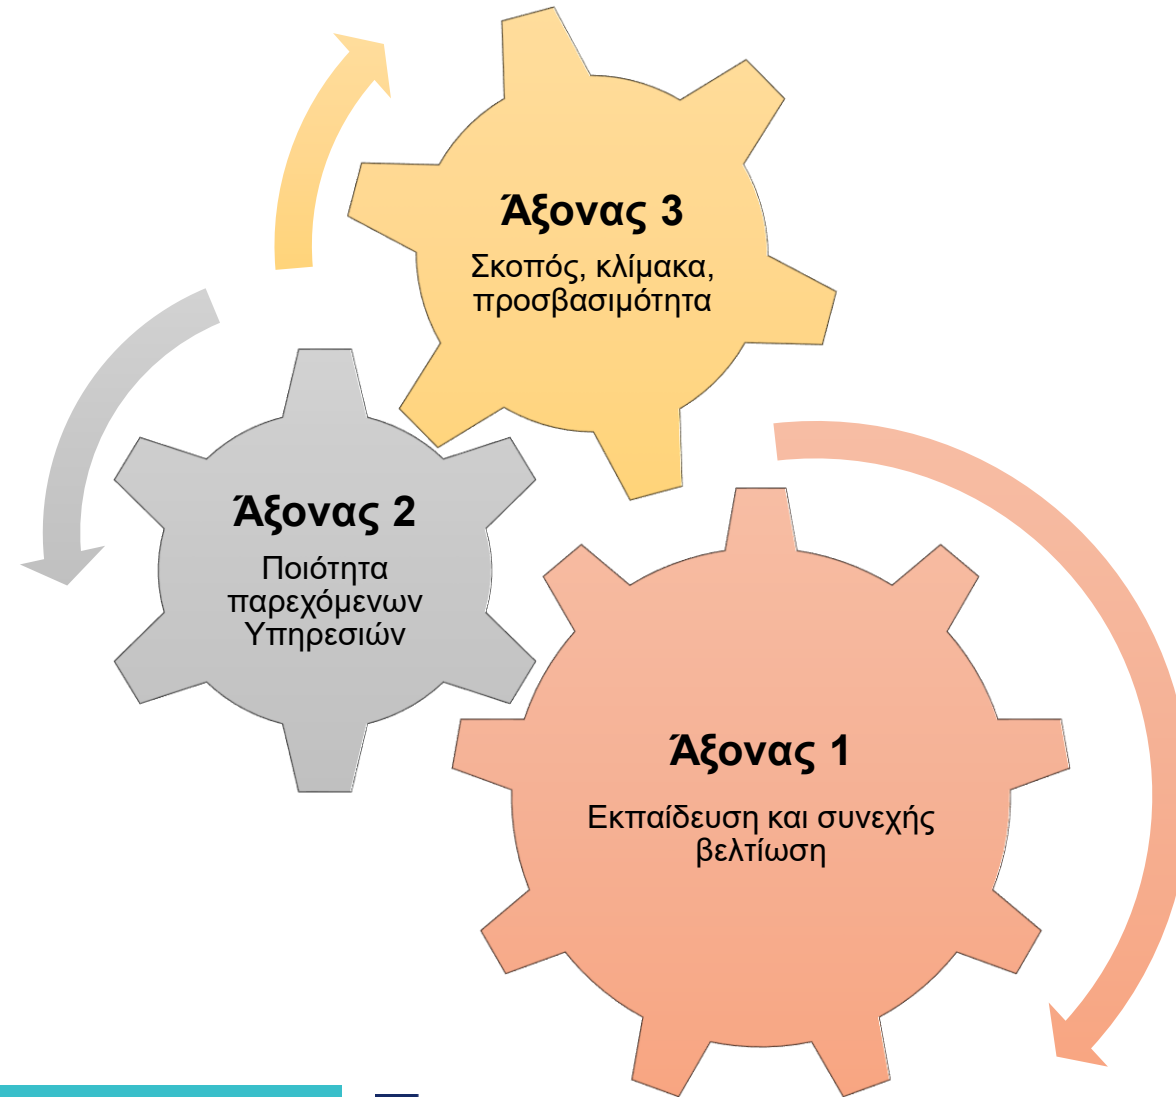 Άξονας 3
Σκοπός, κλίμακα,
προσβασιμότητα
Άξονας 2
Ποιότητα
παρεχόμενων
Υπηρεσιών
Άξονας 1
Εκπαίδευση και συνεχής
βελτίωση